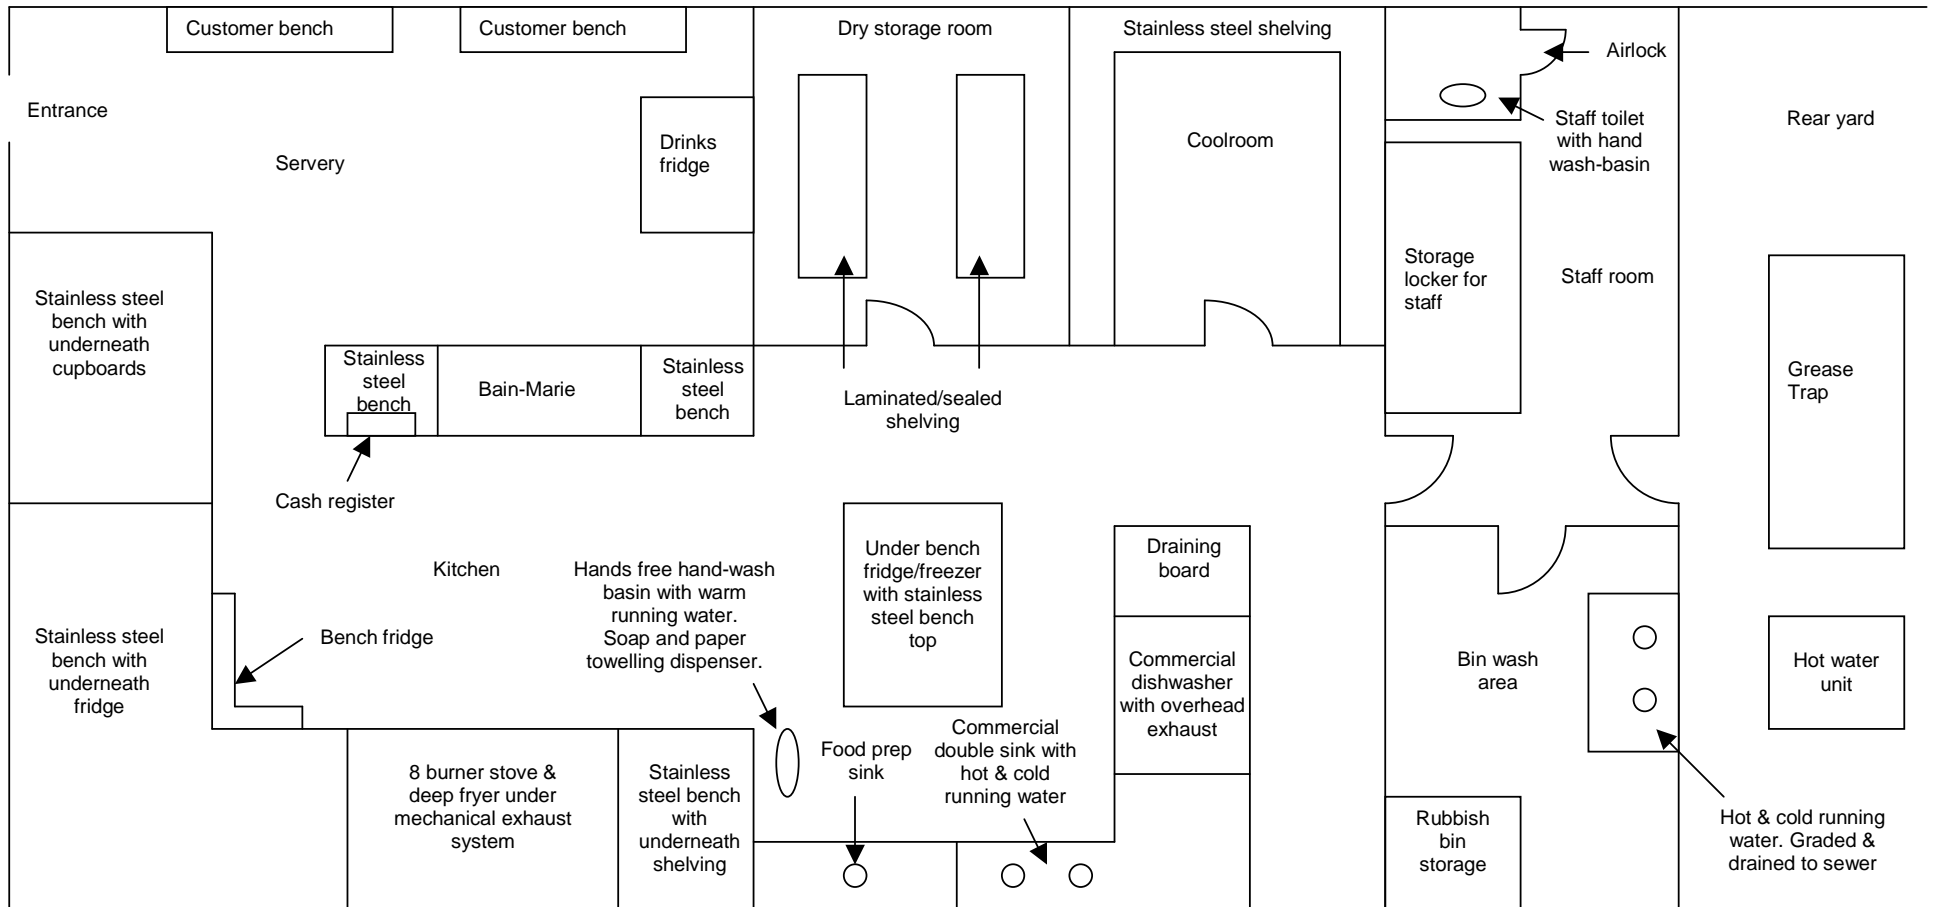 Customer bench
Customer bench
Dry storage room
Stainless steel shelving
Airlock
Entrance
Servery
Drinks
fridge
Coolroom
Staff toilet
with hand
wash-basin
Rear yard
Stainless steel
bench with
underneath
cupboards
Storage
locker for
staff
Staff room
Stainless
steel
bench
Bain-Marie
Stainless
steel
bench
Laminated/sealed
shelving
Grease
Trap
Cash register
Kitchen
Hands free hand-wash
basin with warm
running water.
Soap and paper
towelling dispenser.
Under bench
fridge/freezer
with stainless
steel bench
top
Draining
board
Stainless steel
bench with
underneath
fridge
Bench fridge
Commercial
dishwasher
with overhead
exhaust
Bin wash
area
Hot water
unit
8 burner stove &
deep fryer under
mechanical exhaust
system
Stainless
steel bench
with
underneath
shelving
Food prep
sink
Commercial
double sink with
hot & cold
running water
Rubbish
bin
storage
Hot & cold running
water. Graded &
drained to sewer